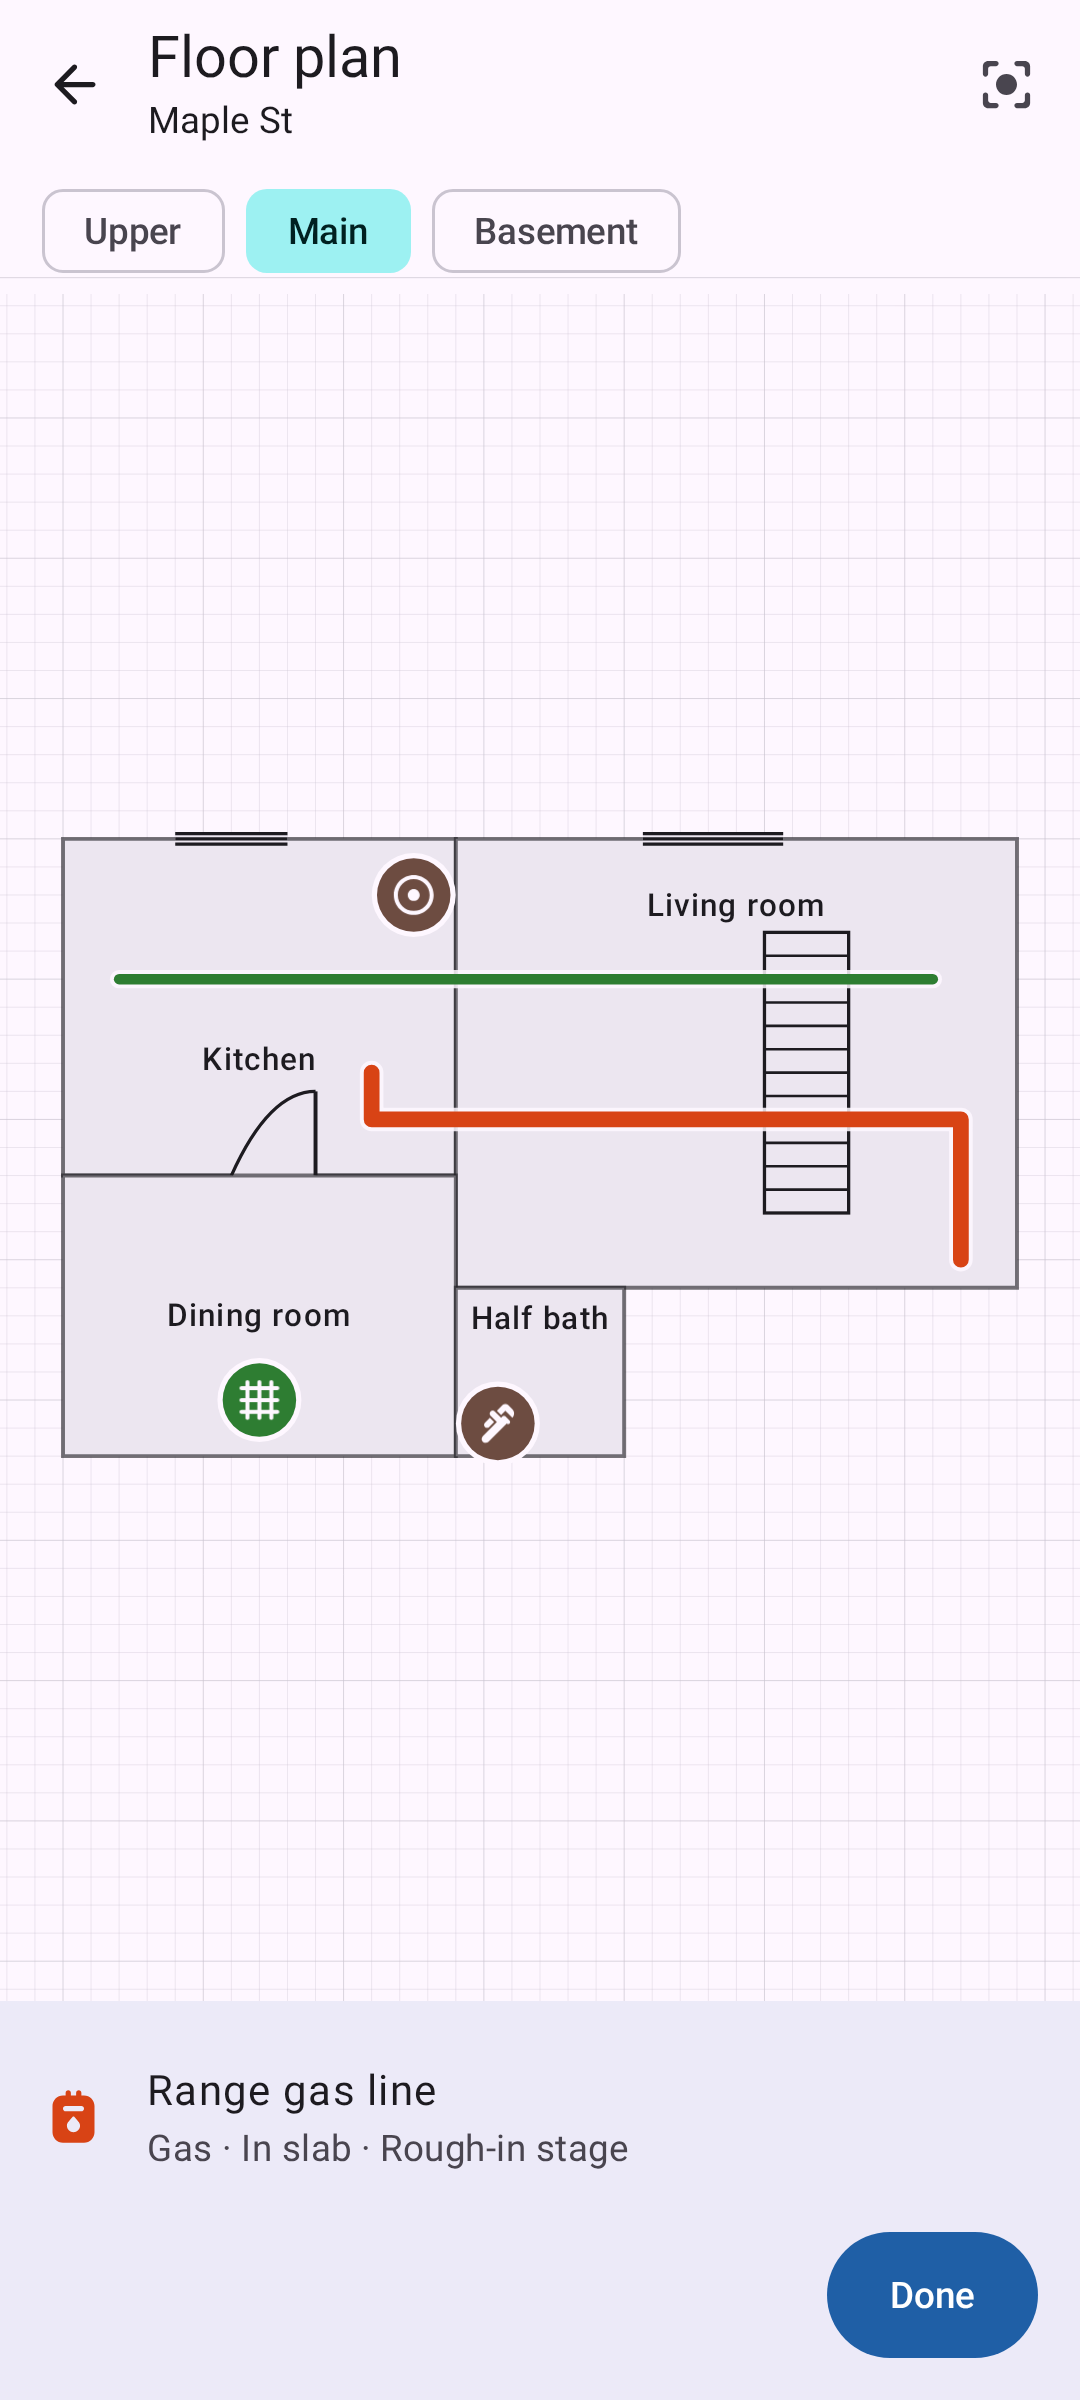 Floor plan
Maple St
Upper
Main
Basement
Living room
Kitchen
Dining room
Half bath
Range gas line
Gas · In slab · Rough-in stage
Done